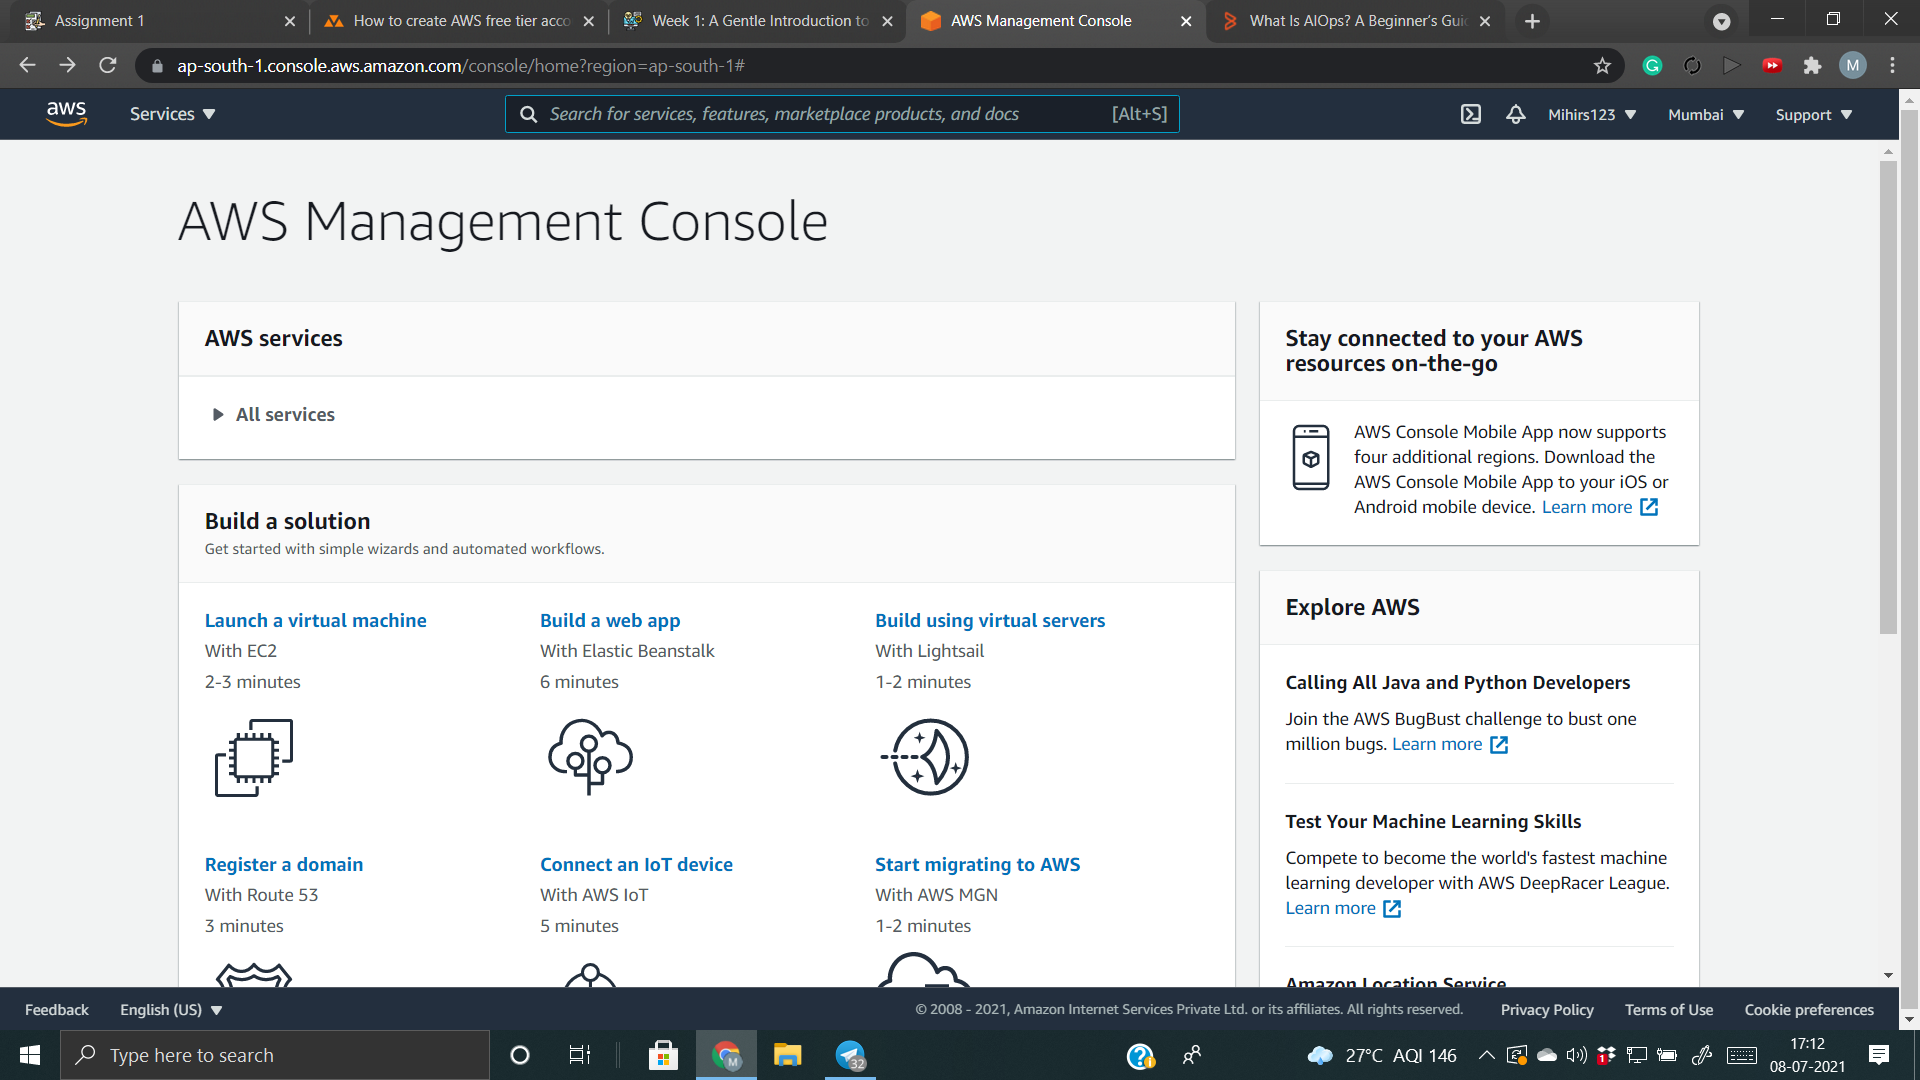 Assignment 1
How to create AWS free tier acco
Week 1: A Gentle Introduction to
AWS Management Console
What Is AIOps? A Beginner's Gui
ap-south-1.console.aws.amazon.com/console/home?region=ap-south-1#
M
aws
Services
Search for services, features, marketplace products, and docs
[Alt+S]
Mihirs123
Mumbai
Support
AWS Management Console
AWS services
All services
Build a solution
Get started with simple wizards and automated workflows.
Launch a virtual machine
With EC2
2-3 minutes
Build a web app
With Elastic Beanstalk
6 minutes
Build using virtual servers
With Lightsail
1-2 minutes
Register a domain
With Route 53
3 minutes
Connect an IoT device
With AWS IoT
5 minutes
Start migrating to AWS
With AWS MGN
1-2 minutes
Stay connected to your AWS
resources on-the-go
AWS Console Mobile App now supports
four additional regions. Download the
AWS Console Mobile App to your iOS or
Android mobile device. Learn more
Explore AWS
Calling All Java and Python Developers
Join the AWS BugBust challenge to bust one
million bugs. Learn more
Test Your Machine Learning Skills
Compete to become the world's fastest machine
learning developer with AWS DeepRacer League.
Learn more
Amazon Location Service
Feedback
English (US)
© 2008 - 2021, Amazon Internet Services Private Ltd. or its affiliates. All rights reserved.
Privacy Policy
Terms of Use
Cookie preferences
Type here to search
M
32
27°C AQI 146
1
17:12
08-07-2021